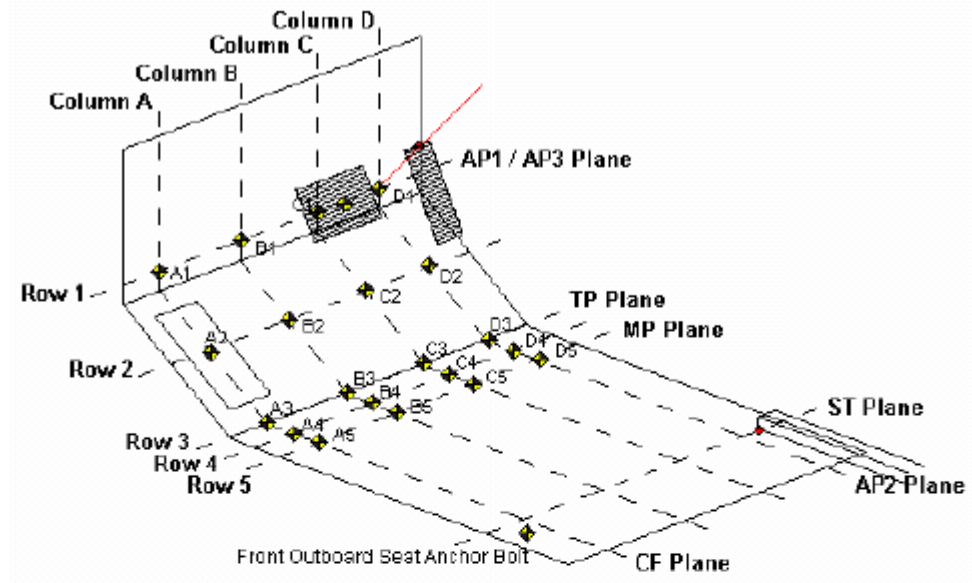 Column D
Column C
Column B
Column A
AP1 / AP3 Plane
D1
B1
A1
D2
Row 1
C2
TP Plane
B2
MP Plane
D3
A2
D4
D5
Row 2
C3
C4
C5
B3
B4
B5
ST Plane
A3
A4
A5
Row 3
Row 4
Row 5
AP2 Plane
Front Outboard Seat Anchor Bolt
CF Plane